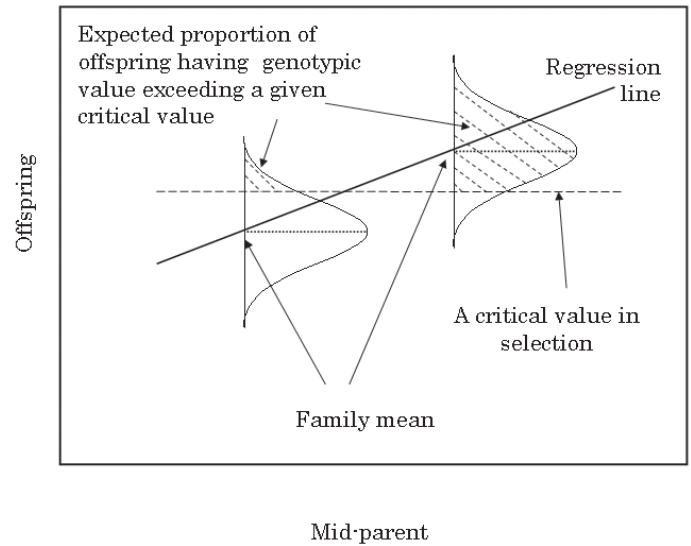 Expected proportion of
offspring having genotypic
value exceeding a given
critical value
Regression
line
Offspring
A critical value in
selection
Family mean
Mid-parent